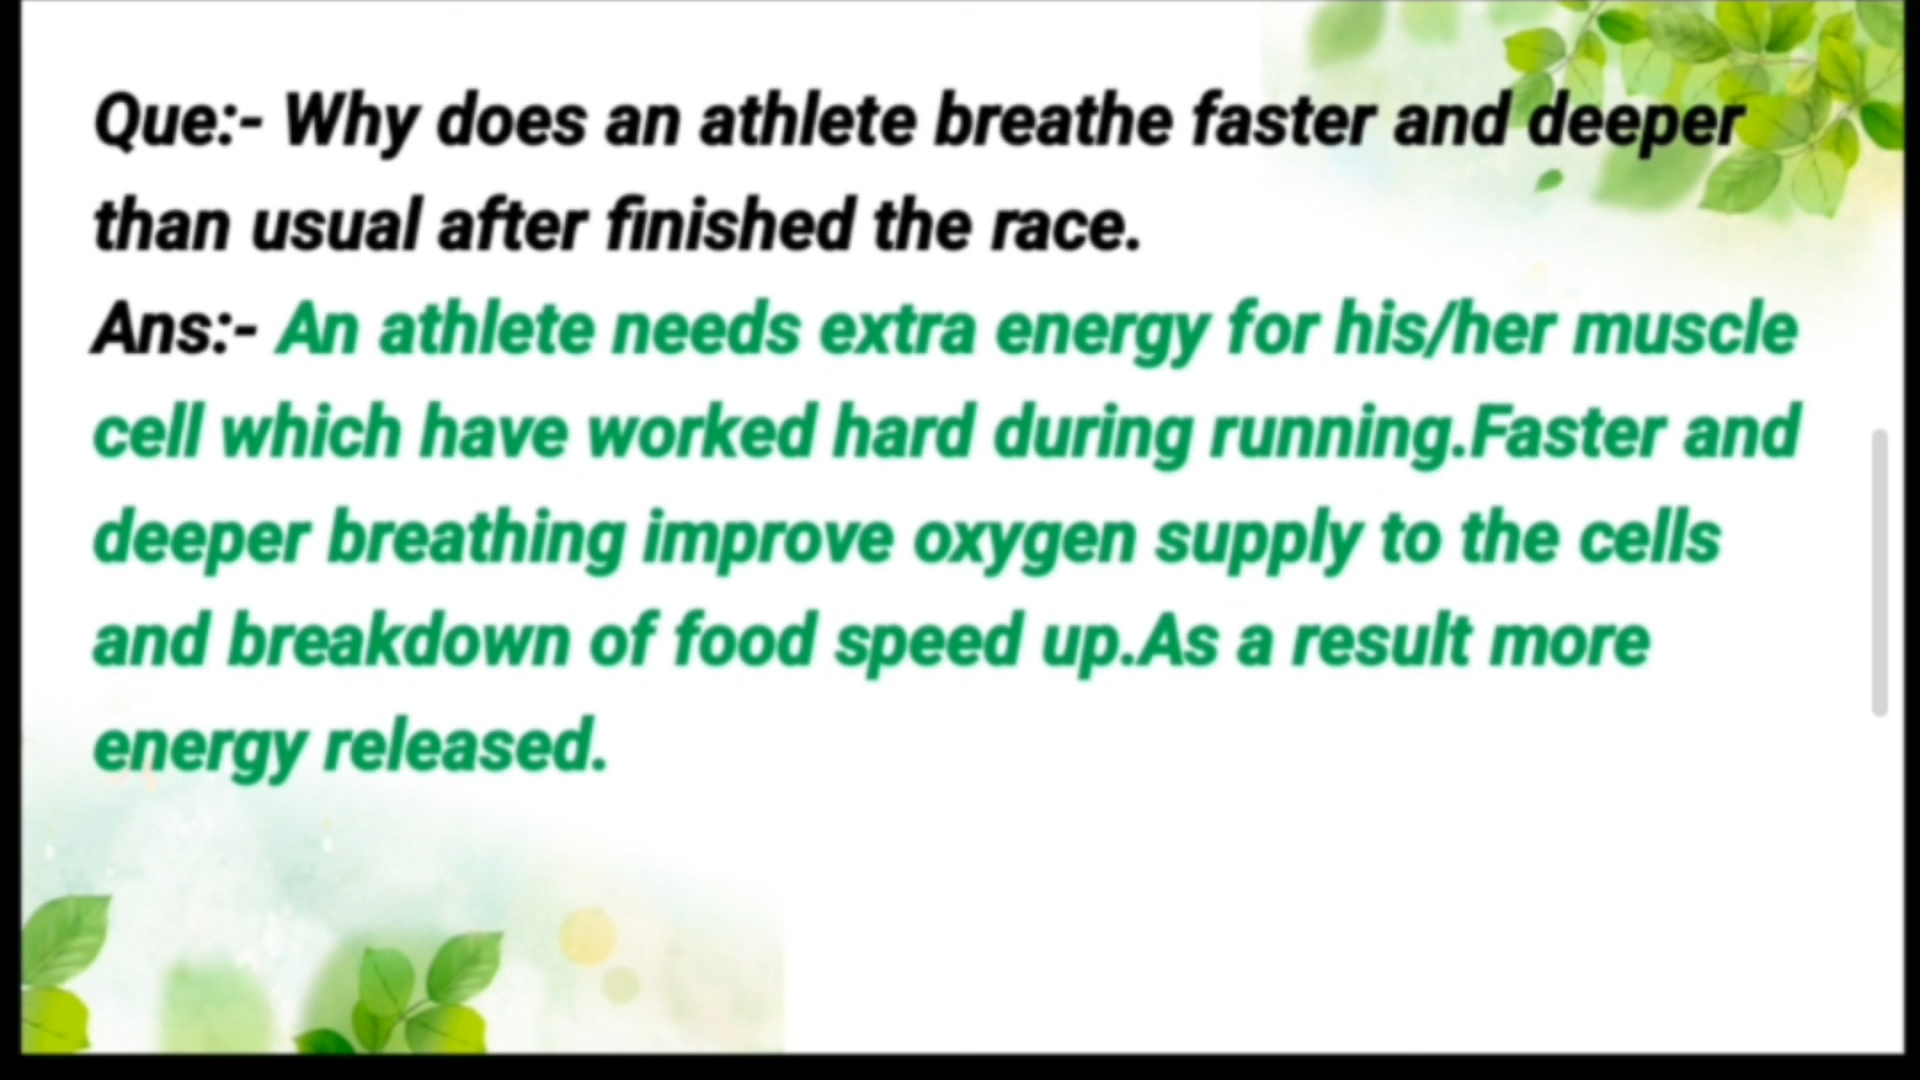 Que:- Why does an athlete breathe faster and deeper
than usual after finished the race.
Ans:- An athlete needs extra energy for his/her muscle
cell which have worked hard during running.Faster and
deeper breathing improve oxygen supply to the cells
and breakdown of food speed up.As a result more
energy released.